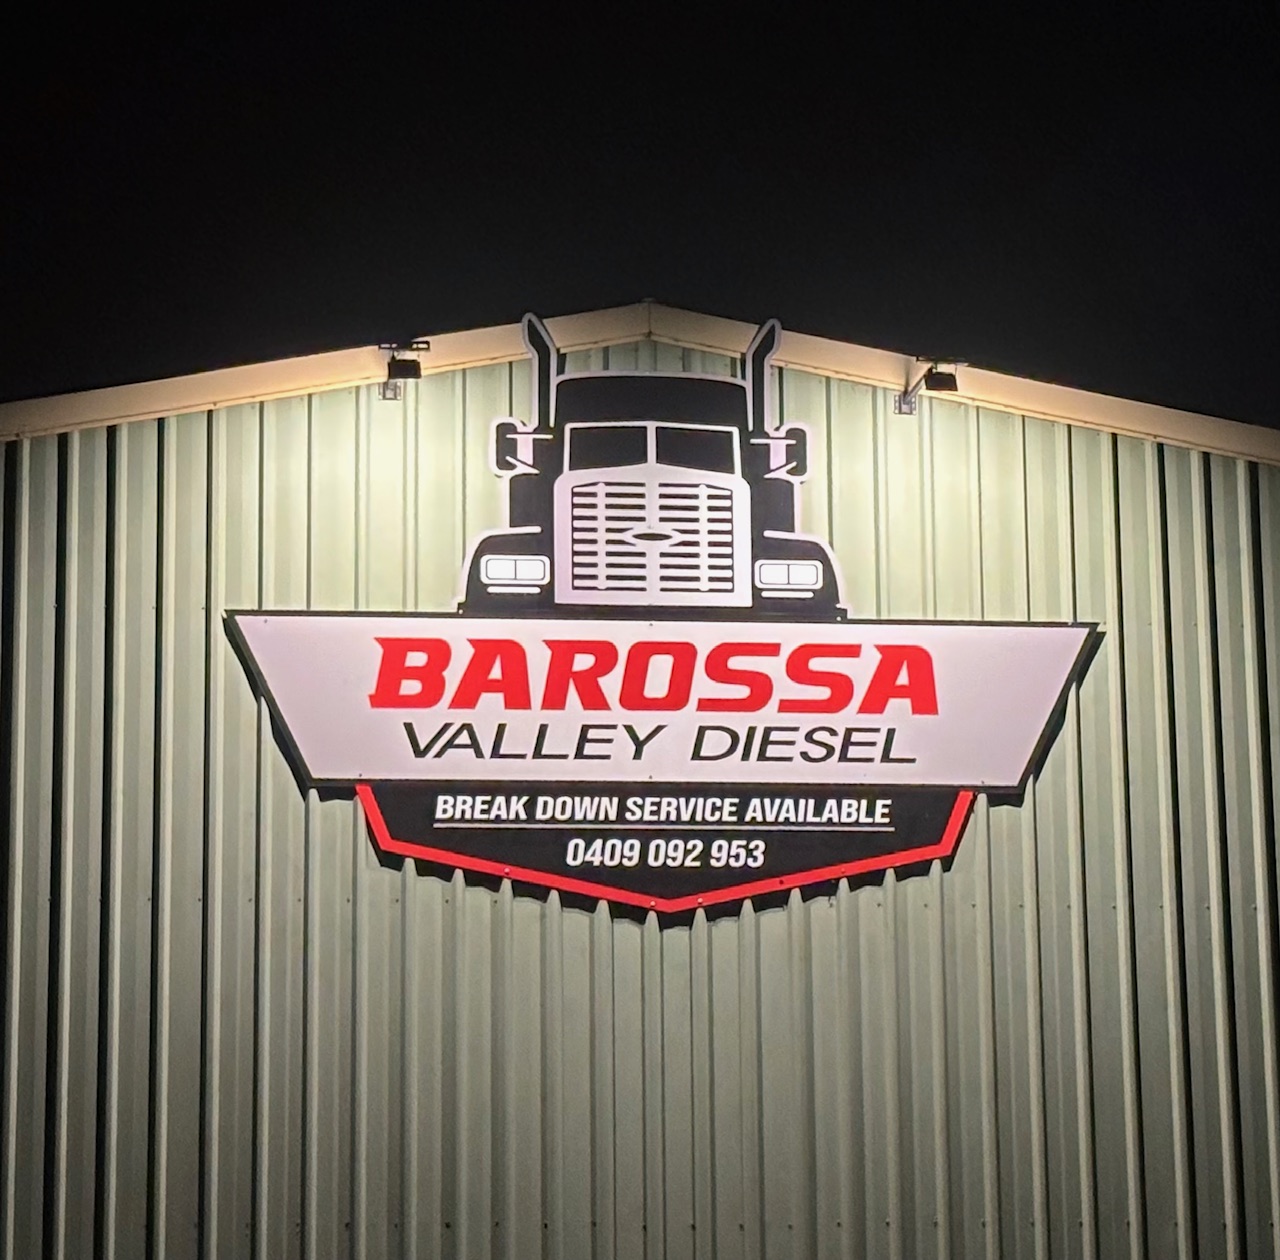 BAROSSA
VALLEY DIESEL
BREAK DOWN SERVICE AVAILABLE
0409 092 953